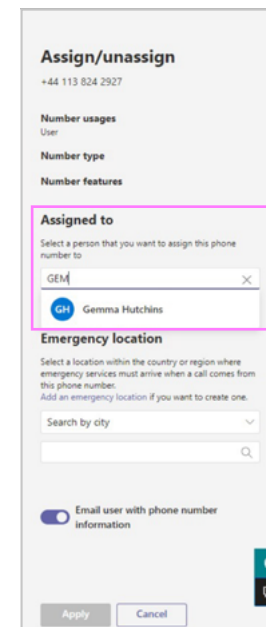 Assign/unassign
+44 113 824 2927
Number usages
User
Number type
Number features
Assigned to
Select a person that you want to assign this phone
number to
GEM
GH Gemma Hutchins
Emergency location
Select a location within the country or region where
emergency services must arrive when a call comes from
this phone number.
Add an emergency location if you want to create one.
Search by city
Email user with phone number
information
Apply Cancel